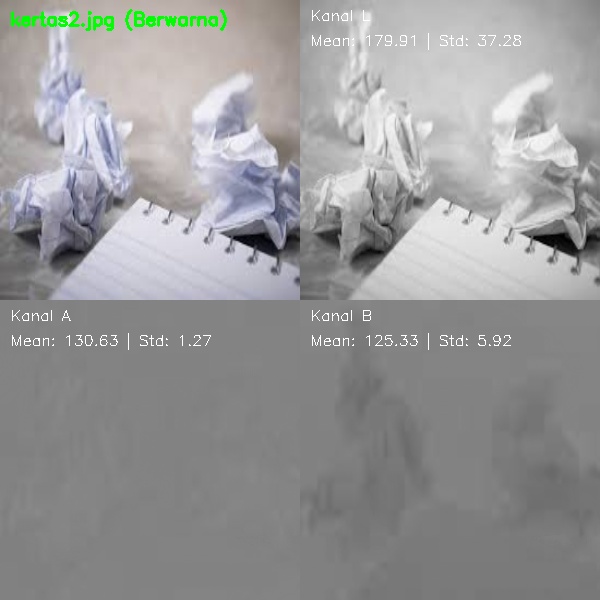 kertas2.jpg (Berwarna)
Kanal L
Mean: 179.91 | Std: 37.28
Kanal A
Mean: 130.63 | Std: 1.27
Kanal B
Mean: 125.33 | Std: 5.92